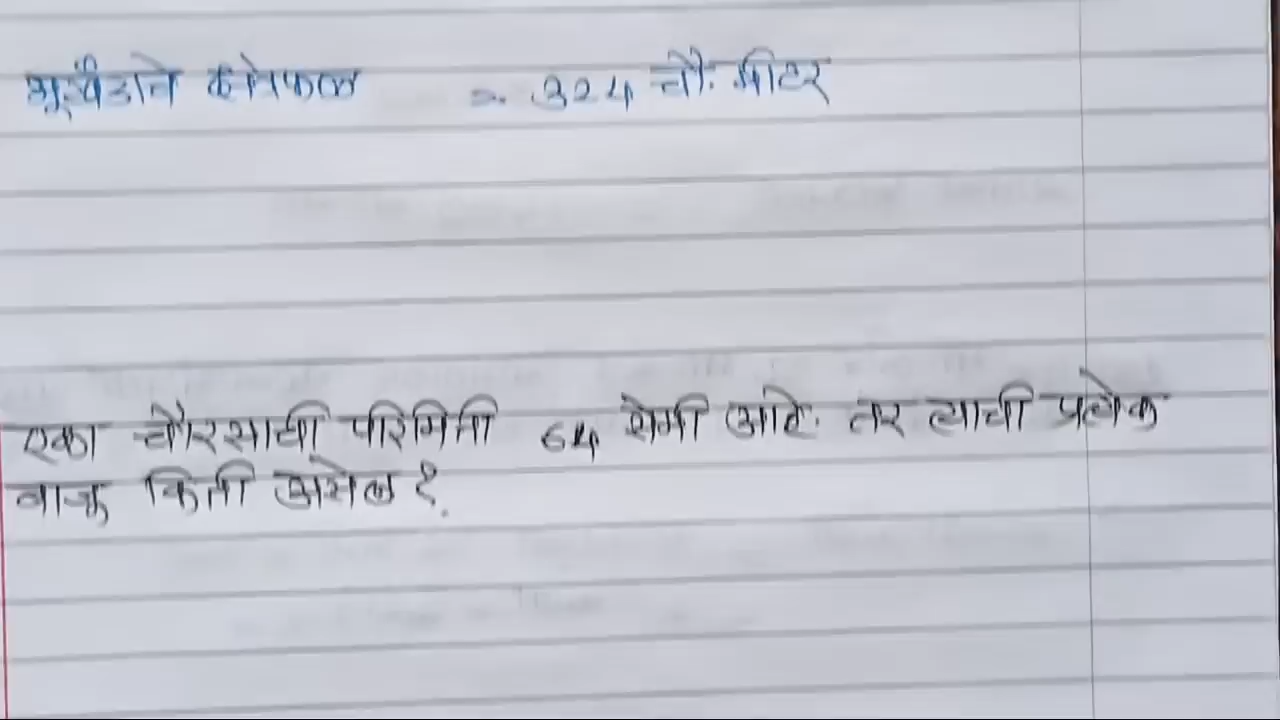 भूखंडाचे क्षेत्रफळ = 324 चौ. मीटर
एका चौरसाची परिमिती 64 सेमी आहे. तर त्याची प्रत्येक
बाजू किती असेल ?